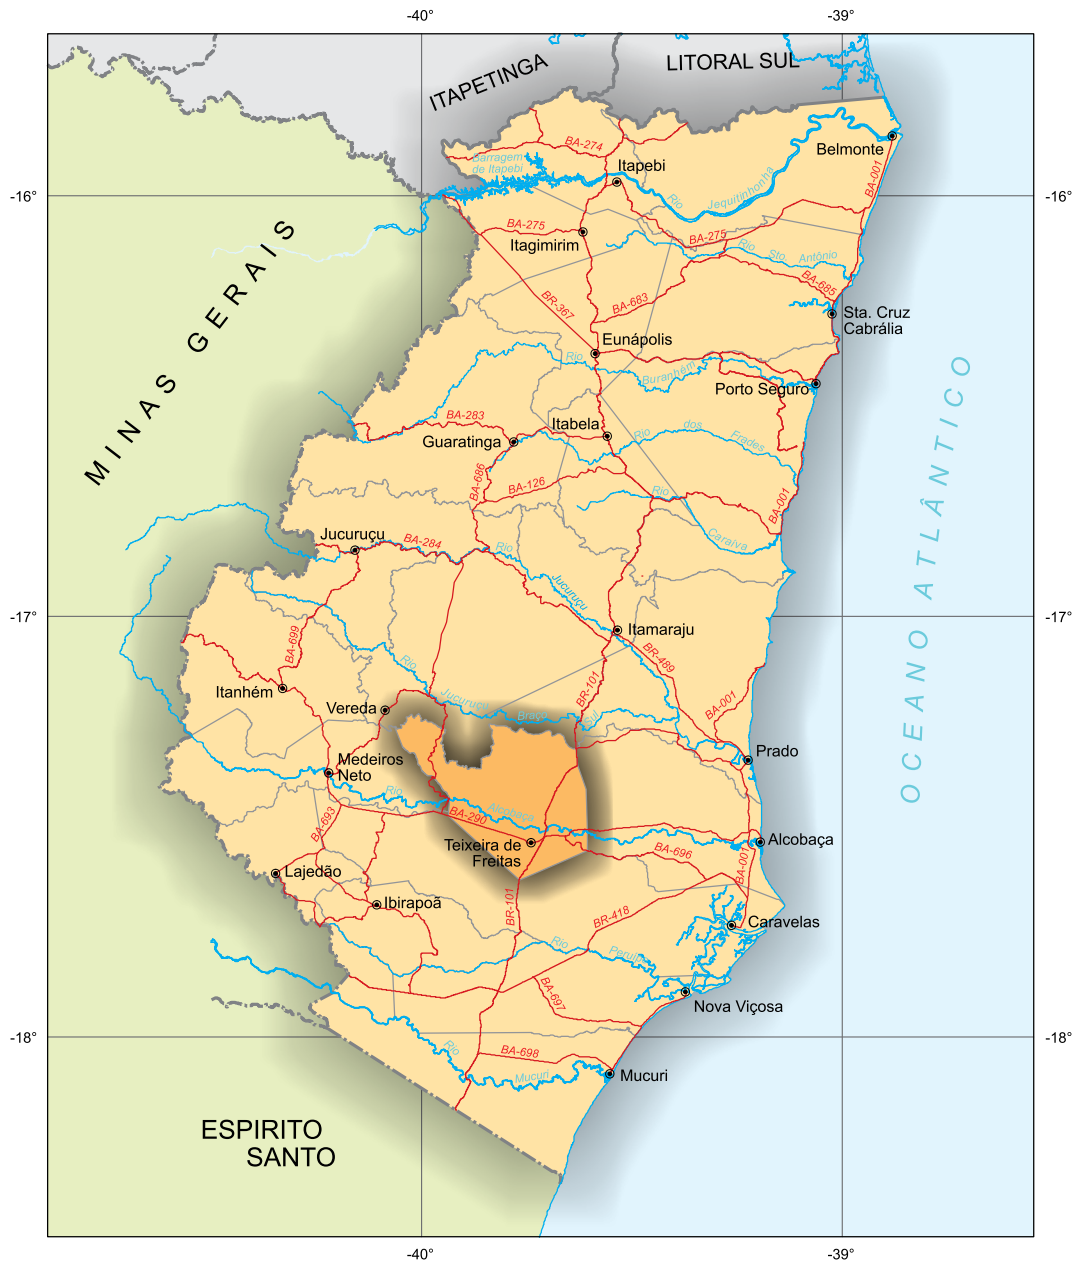 -40°
-39°
ITAPETINGA
LITORAL SUL
BA-274
Belmonte
Barragem
de Itapebi
Itapebi
BA-001
Rio
Jequitinhonha
-16°
-16°
MINAS GERAIS
BA-275
Itagimirim
BA-275
Rio Sto. Antônio
BA-685
BR-367
BA-683
Sta. Cruz
Cabrália
Eunápolis
Rio
Buranhém
Porto Seguro
OCEANO ATLÂNTICO
BA-283
Guaratinga
Itabela
Rio
dos
Frades
BA-686
BA-126
Rio
BA-001
Caraíva
Jucuruçu
BA-284
Rio
Jucuruçu
-17°
-17°
Itamaraju
BA-699
Rio
BR-489
Itanhém
Jucuruçu
BR-101
BA-001
Vereda
Braço
Sul
Prado
Medeiros
Neto
Rio
Alcobaça
BA-693
BA-290
Teixeira de
Freitas
Alcobaça
BA-696
BA-001
Lajedão
Ibirapoã
BR-101
BR-418
Caravelas
Rio
Peruípe
BA-697
Nova Viçosa
-18°
-18°
Rio
BA-698
Mucuri
Mucuri
ESPIRITO
SANTO
-40°
-39°